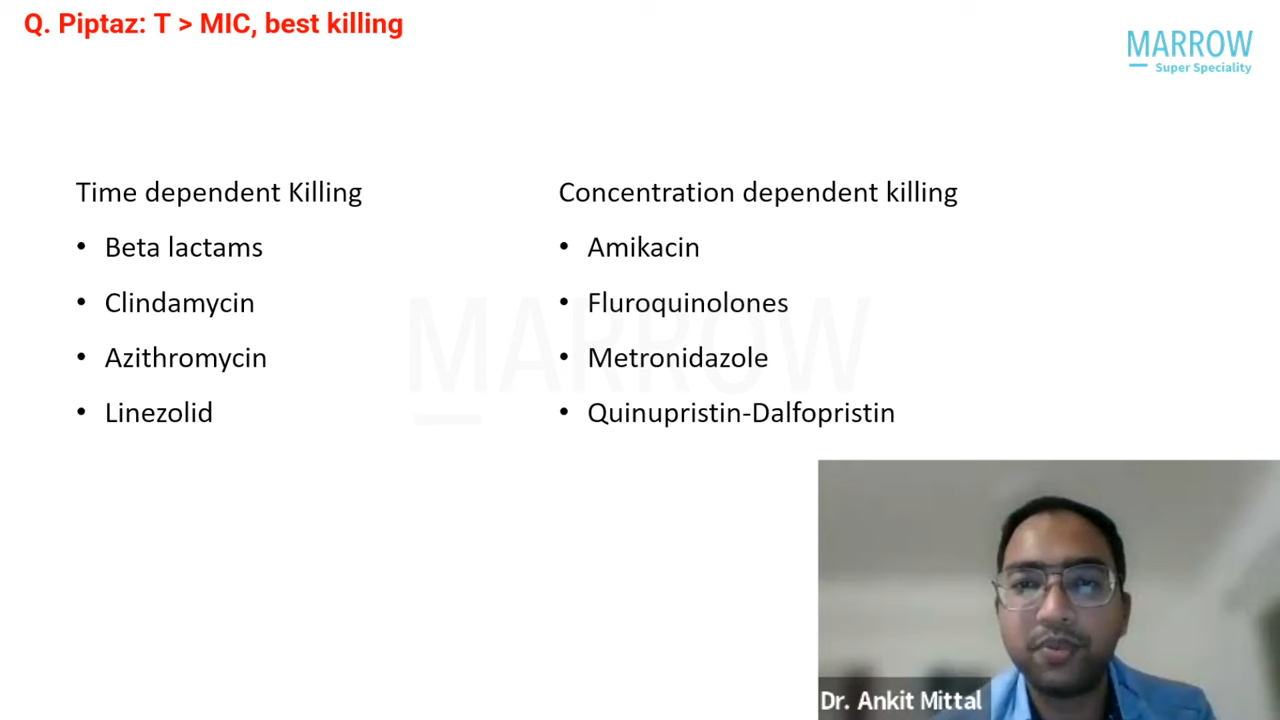 Q. Piptaz: T > MIC, best killing
MARROW
Super Speciality
Time dependent Killing
• Beta lactams
• Clindamycin
• Azithromycin
• Linezolid
Concentration dependent killing
• Amikacin
• Fluroquinolones
• Metronidazole
• Quinupristin-Dalfopristin
MARROW
Dr. Ankit Mittal